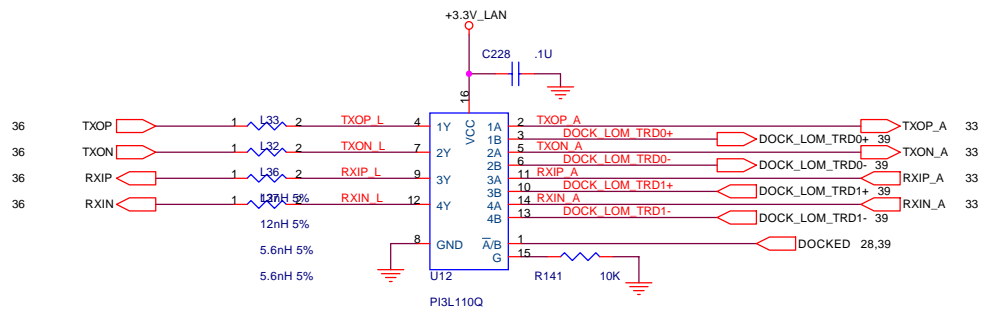 +3.3V_LAN
C228 .1U
16
VCC
36 TXOP 1 L33 2 TXOP_L 4 1Y 1A 2 TXOP_A TXOP_A 33
1B 3 DOCK_LOM_TRD0+ DOCK_LOM_TRD0+ 39
36 TXON 1 L32 2 TXON_L 7 2Y 2A 5 TXON_A TXON_A 33
2B 6 DOCK_LOM_TRD0- DOCK_LOM_TRD0- 39
36 RXIP 1 L36 2 RXIP_L 9 3Y 3A 11 RXIP_A RXIP_A 33
3B 10 DOCK_LOM_TRD1+ DOCK_LOM_TRD1+ 39
36 RXIN 1 L37 2 RXIN_L 12 4Y 4A 14 RXIN_A RXIN_A 33
12nH 5%
4B 13 DOCK_LOM_TRD1- DOCK_LOM_TRD1- 39
12nH 5%
8 GND A/B 1 DOCKED 28,39
5.6nH 5%
G 15
5.6nH 5%
U12 R141 10K
PI3L110Q